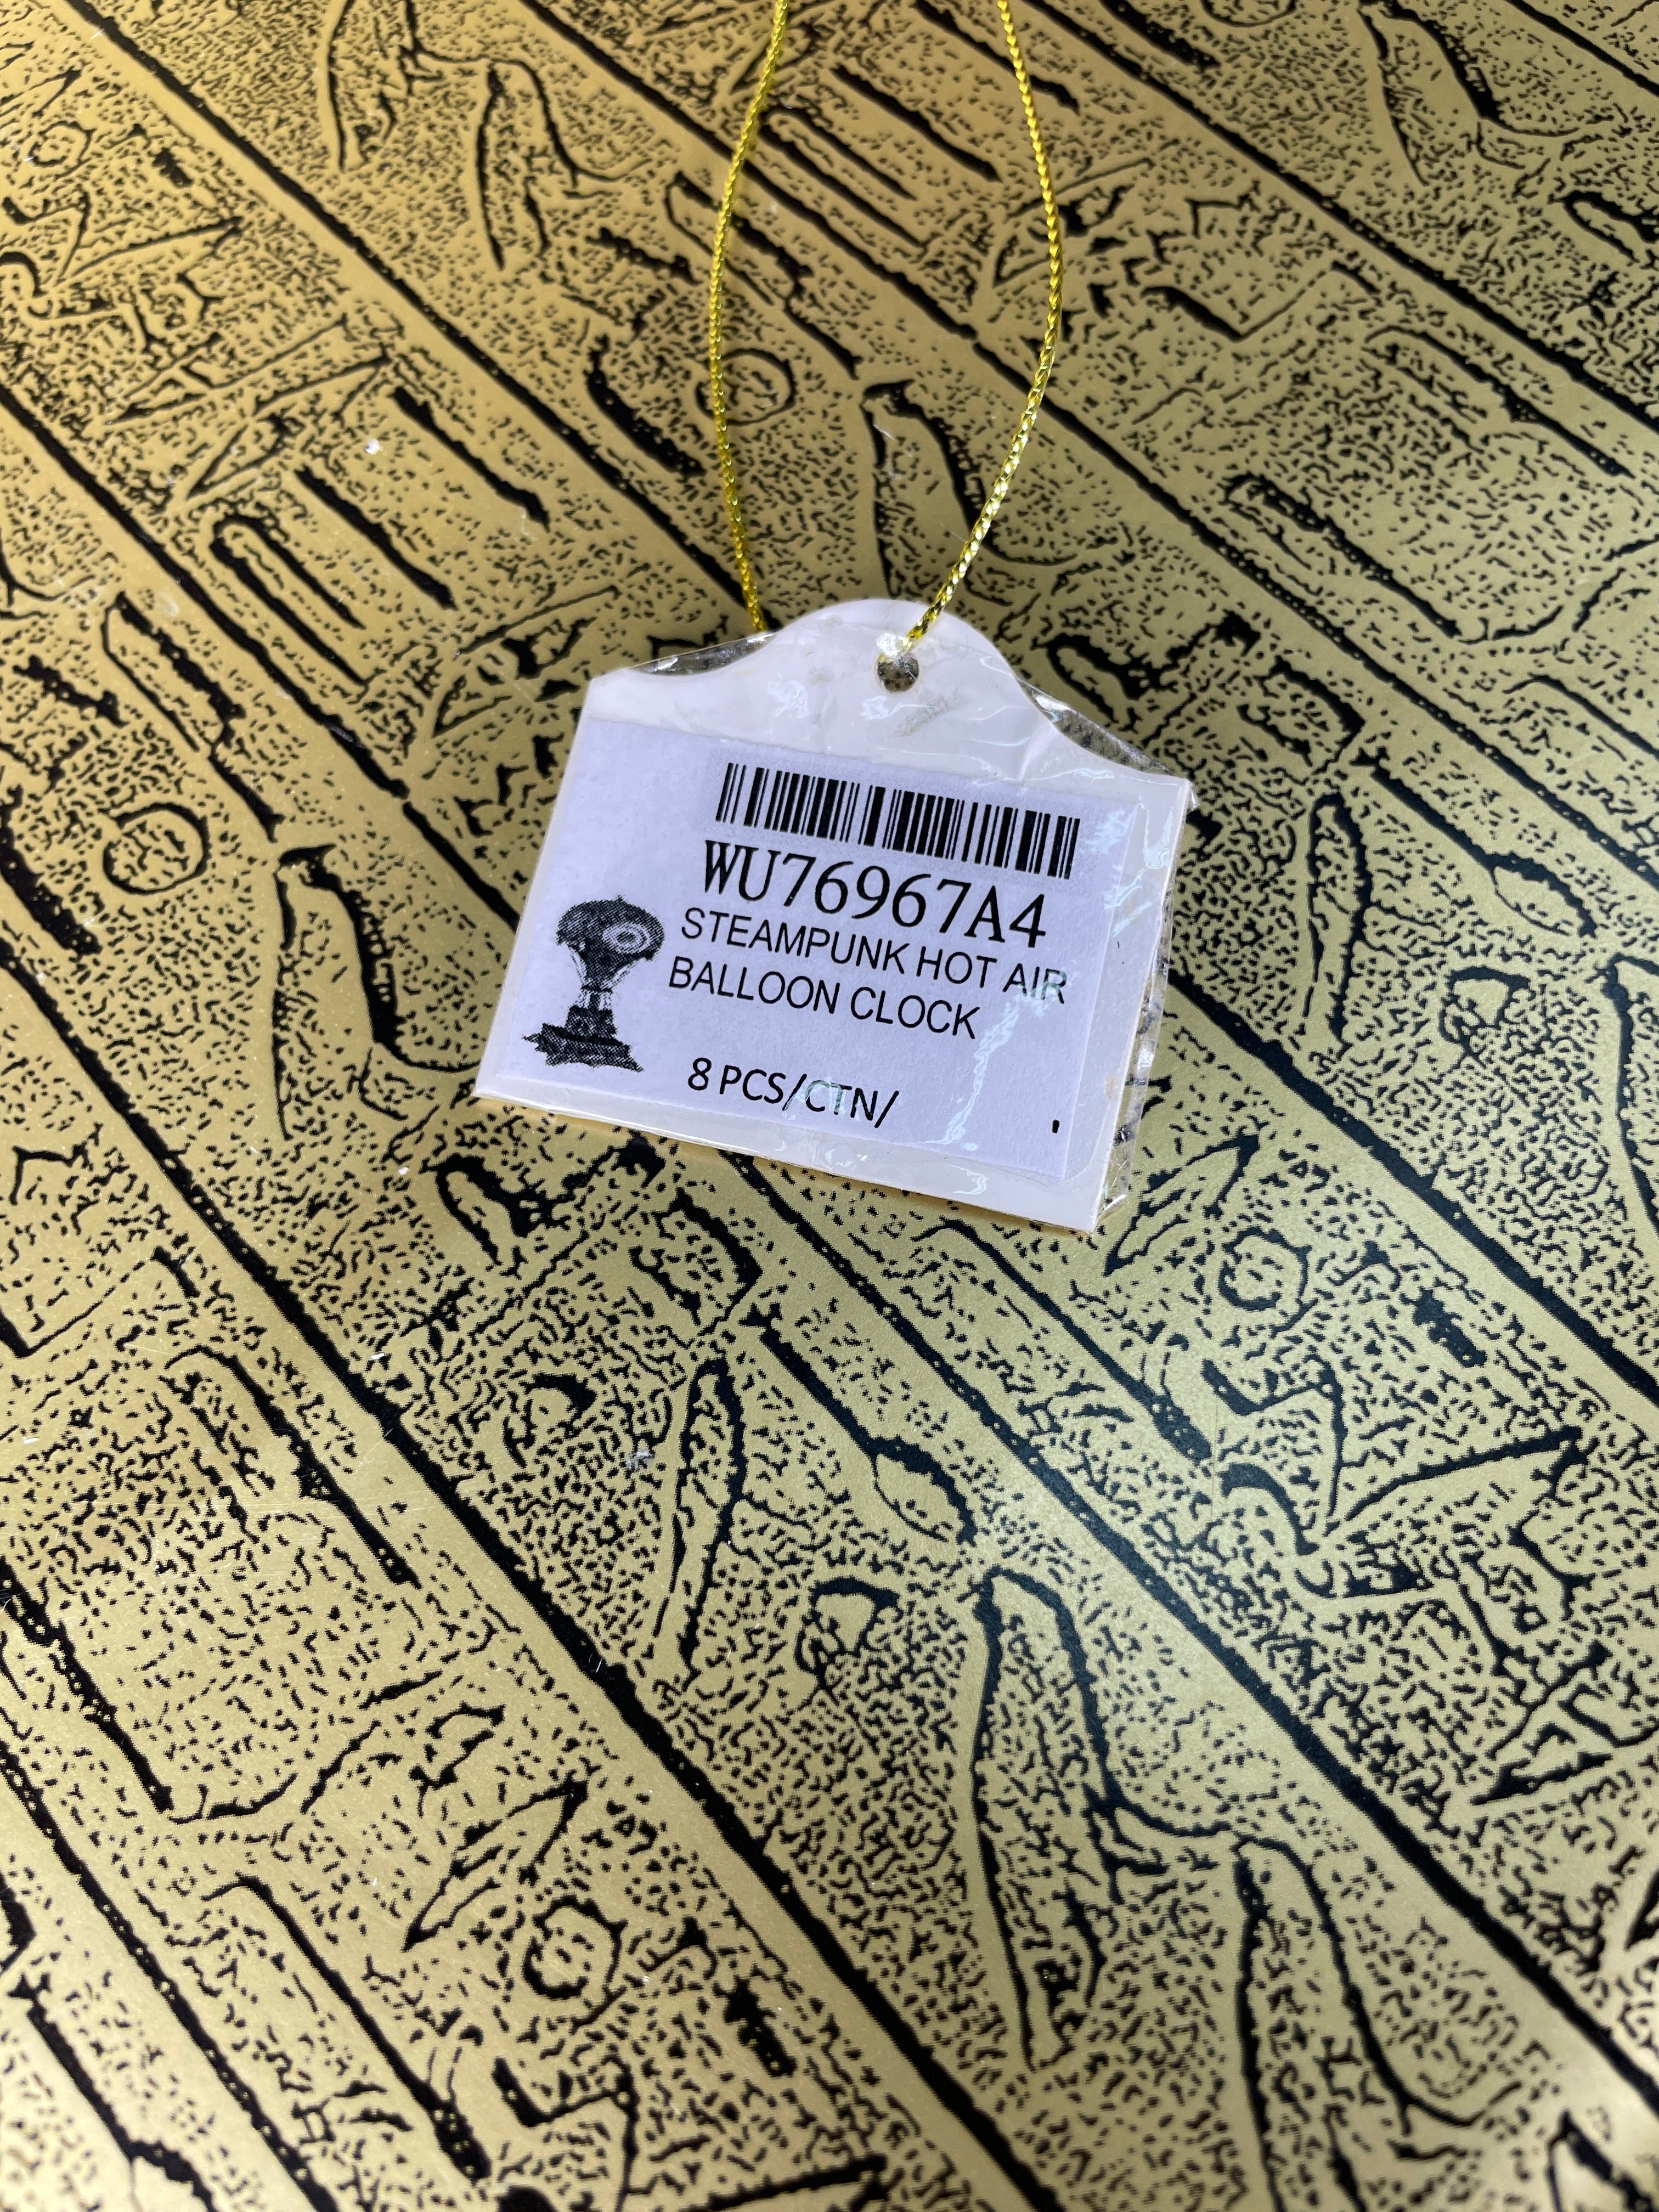 WU76967A4
STEAMPUNK HOT AIR
BALLOON CLOCK
8 PCS/CTN/